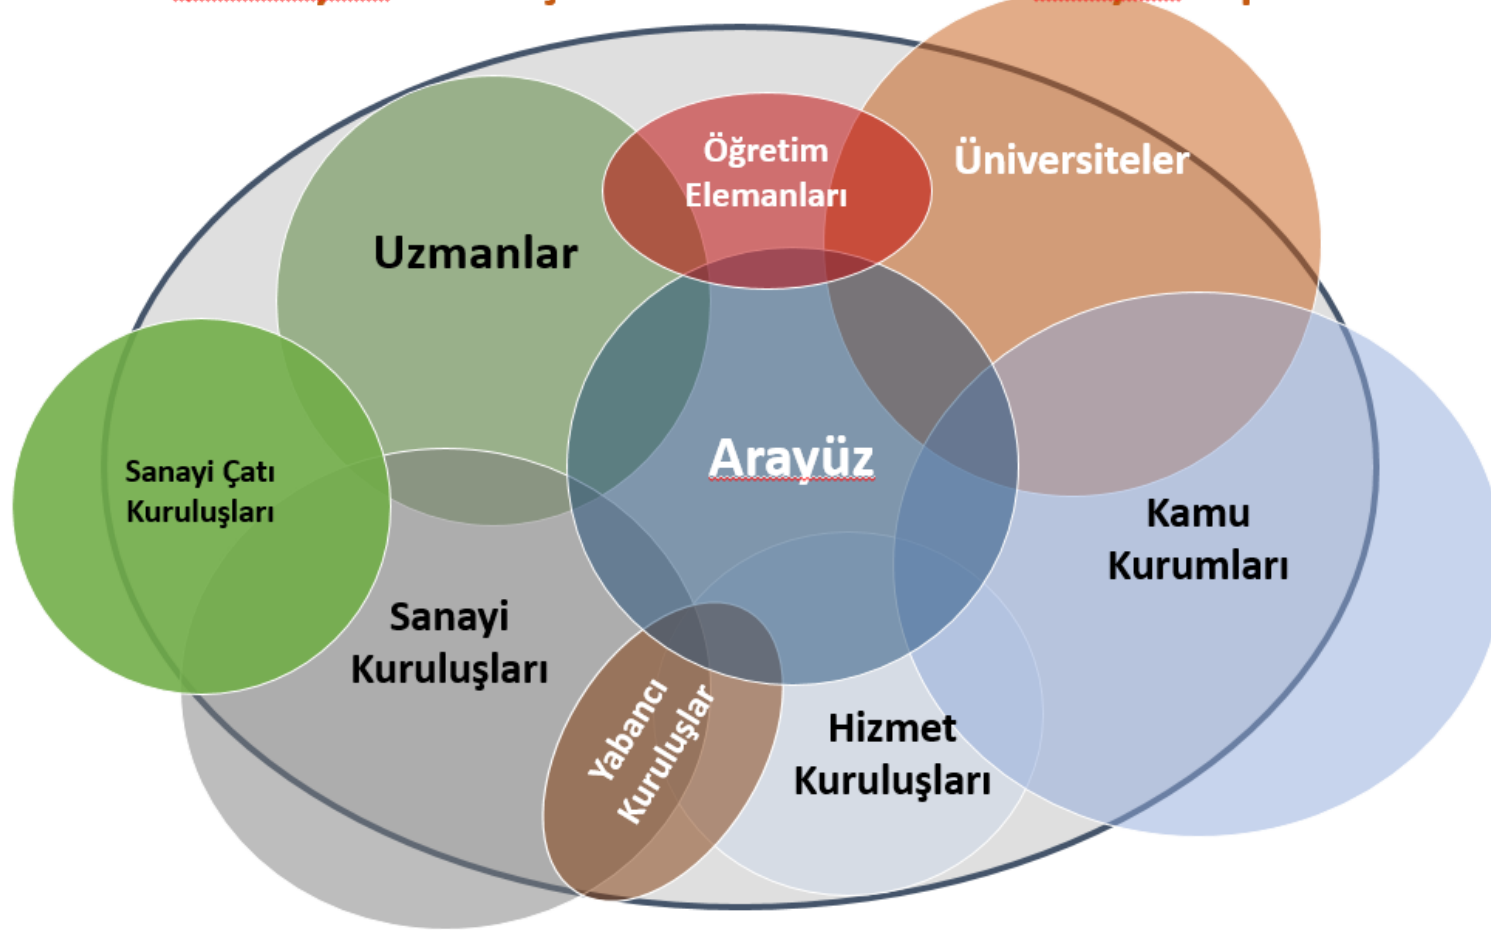 Öğretim
Elemanları
Üniversiteler
Uzmanlar
Arayüz
Sanayi Çatı
Kuruluşları
Kamu
Kurumları
Sanayi
Kuruluşları
Yabancı
Kuruluşlar
Hizmet
Kuruluşları